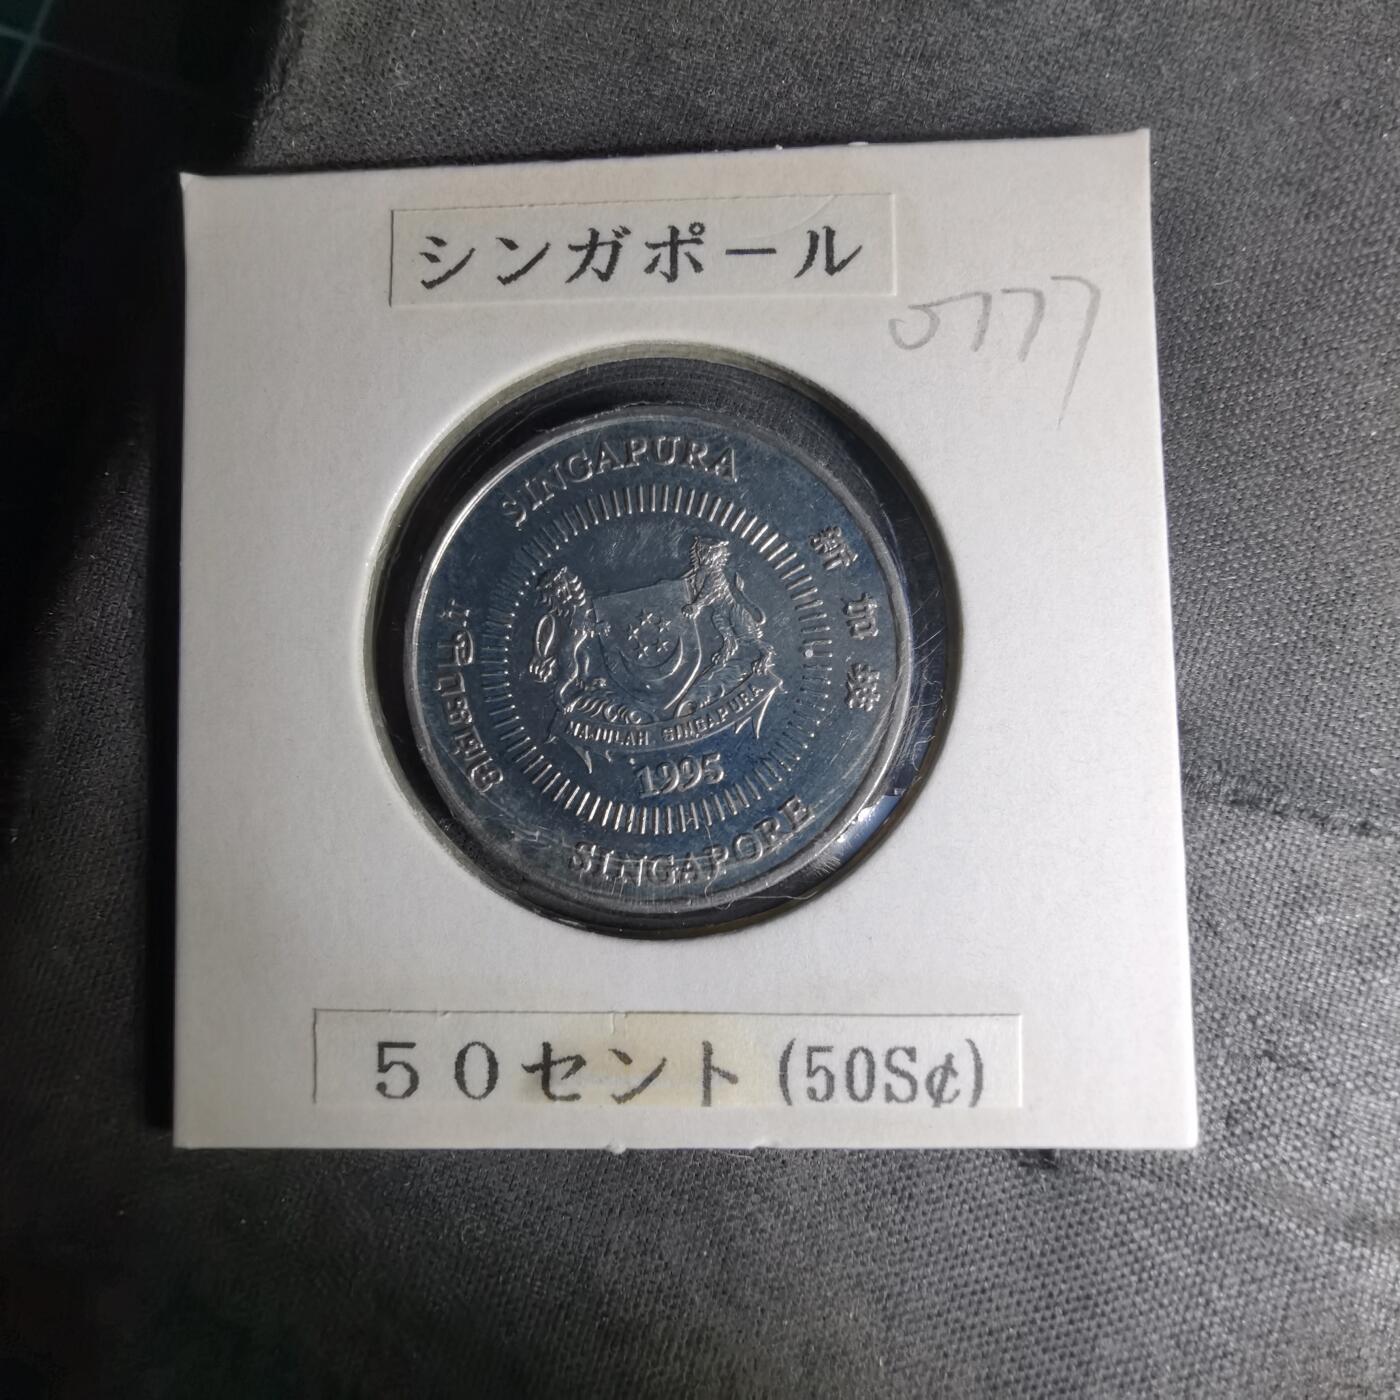 シンガポール
0777
SINGAPURA
新加坡
சிங்கப்பூர்
MAJULAH SINGAPURA
1995
SINGAPORE
５０セント (50S¢)